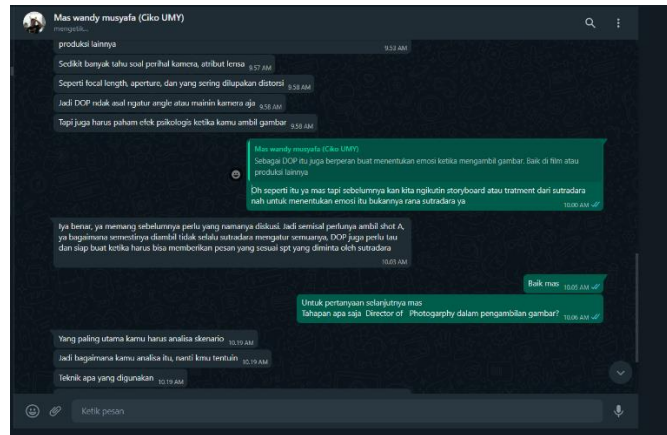 Mas wandy musyafa (Ciko UMY)
mengetik...
produksi lainnya
9.53 AM
Sedikit banyak tahu soal perihal kamera, atribut lensa 9.57 AM
Seperti focal length, aperture, dan yang sering dilupakan distorsi 9.58 AM
Jadi DOP ndak asal ngatur angle atau mainin kamera aja 9.58 AM
Tapi juga harus paham efek psikologis ketika kamu ambil gambar 9.58 AM
Mas wandy musyafa (Ciko UMY)
Sebagai DOP itu juga berperan buat menentukan emosi ketika mengambil gambar. Baik di film atau
produksi lainnya
Oh seperti itu ya mas tapi sebelumnya kan kita ngikutin storyboard atau tratment dari sutradara
nah untuk menentukan emosi itu bukannya rana sutradara ya
10.00 AM
Iya benar, ya memang sebelumnya perlu yang namanya diskusi. Jadi semisal perlunya ambil shot A,
ya bagaimana semestinya diambil tidak selalu sutradara mengatur semuanya, DOP juga perlu tau
dan siap buat ketika harus bisa memberikan pesan yang sesuai spt yang diminta oleh sutradara
10.05 AM
Baik mas 10.05 AM
Untuk pertanyaan selanjutnya mas
Tahapan apa saja Director of Photogarphy dalam pengambilan gambar? 10.06 AM
Yang paling utama kamu harus analisa skenario 10.19 AM
Jadi bagaimana kamu analisa itu, nanti kmu tentuin 10.19 AM
Teknik apa yang digunakan 10.19 AM
Ketik pesan